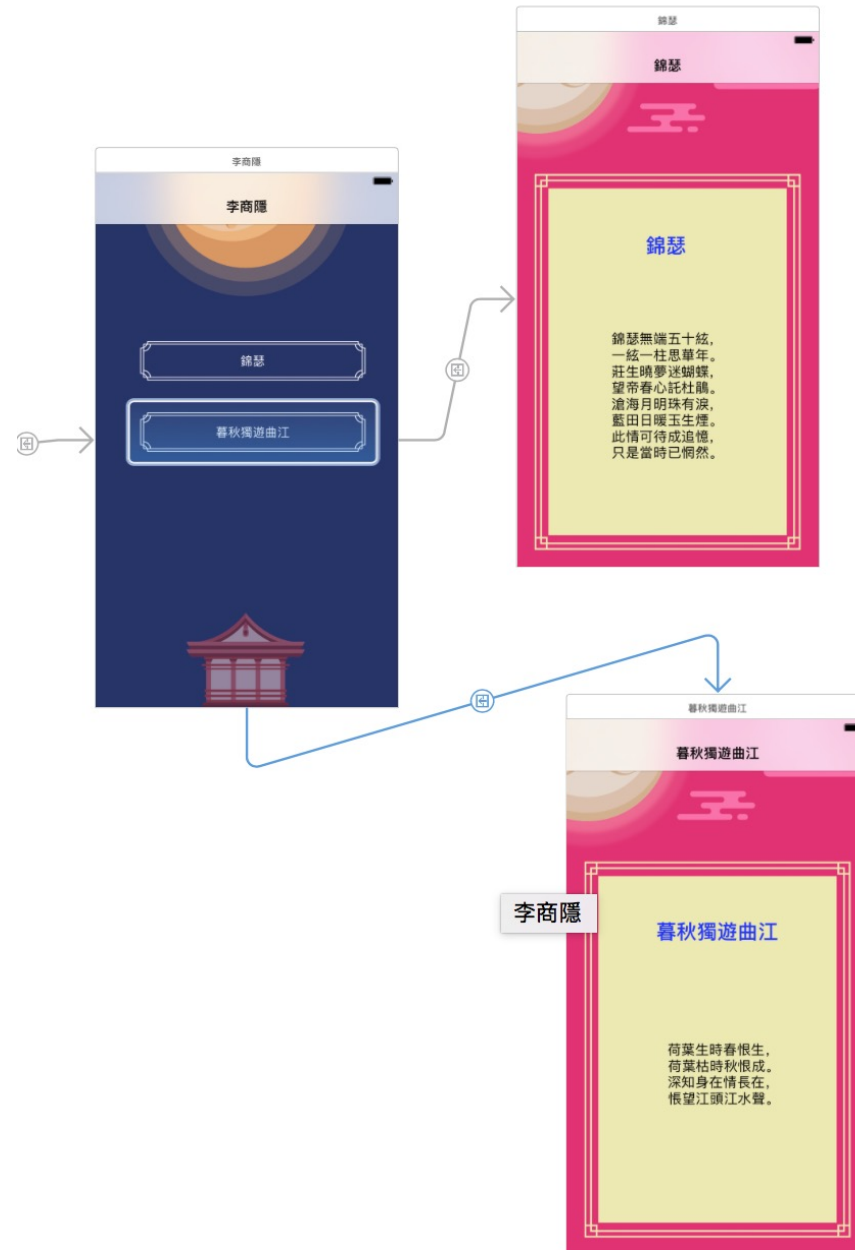 錦瑟
錦瑟
錦瑟
錦瑟無端五十絃，
一絃一柱思華年。
莊生曉夢迷蝴蝶，
望帝春心託杜鵑。
滄海月明珠有淚，
藍田日暖玉生煙。
此情可待成追憶，
只是當時已惘然。
李商隱
李商隱
錦瑟
暮秋獨遊曲江
暮秋獨遊曲江
暮秋獨遊曲江
李商隱
暮秋獨遊曲江
荷葉生時春恨生，
荷葉枯時秋恨成。
深知身在情長在，
悵望江頭江水聲。